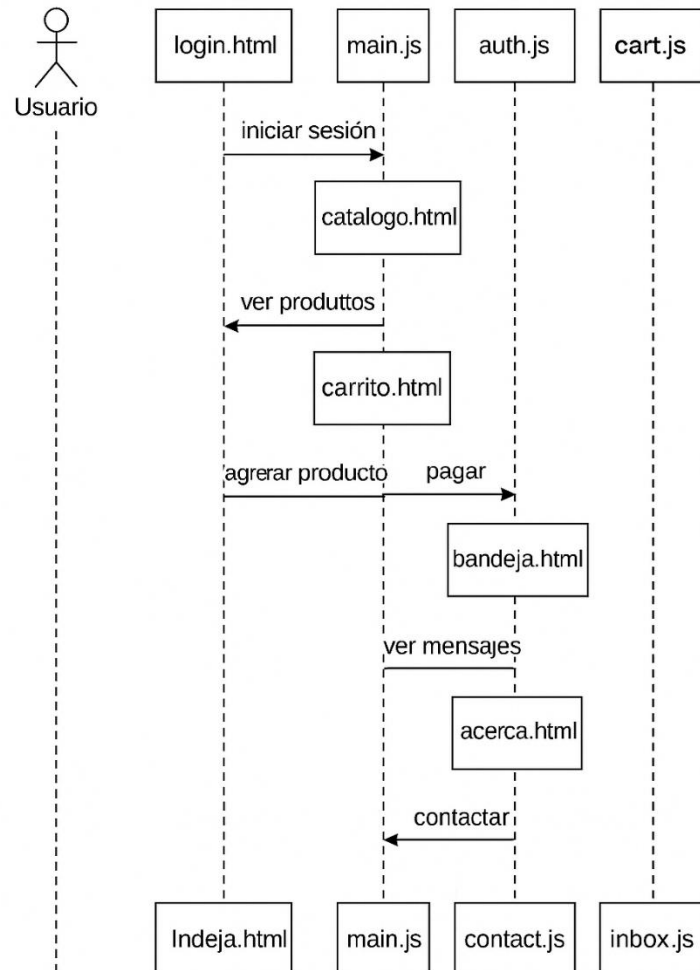 login.html
main.js
auth.js
cart.js
Usuario
iniciar sesión
catalogo.html
ver produttos
carrito.html
agrerar producto
pagar
bandeja.html
ver mensajes
acerca.html
contactar
Indeja.html
main.js
contact.js
inbox.js